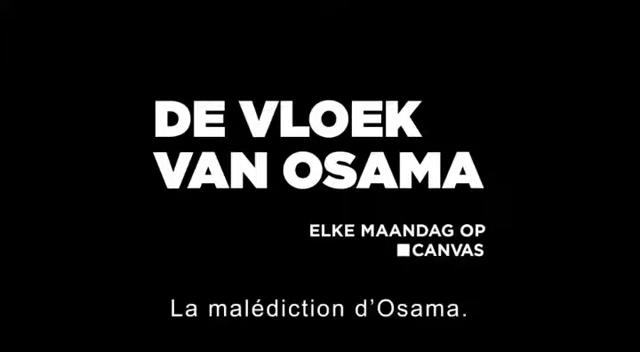 DE VLOEK
VAN OSAMA
ELKE MAANDAG OP
CANVAS
La malédiction d’Osama.